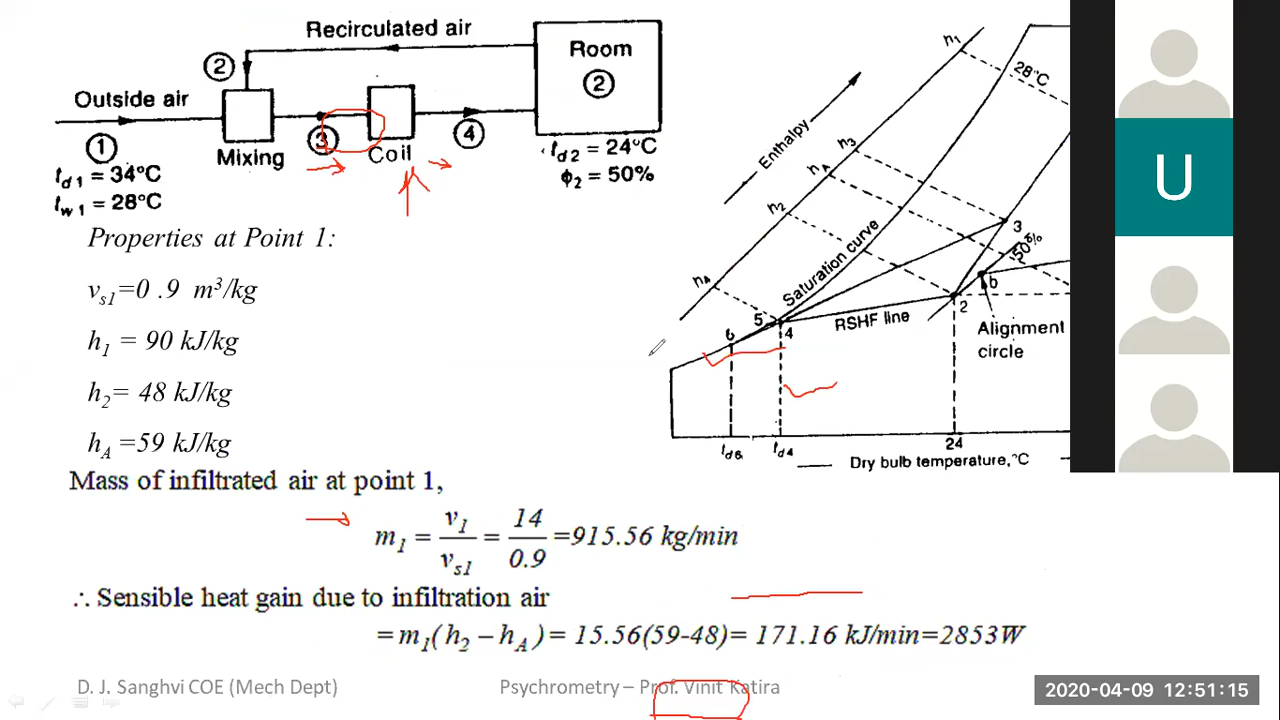 Recirculated air
Room
②
②
Outside air
①
Mixing
③
Coil
④
td1 = 34°C
tw1 = 28°C
td2 = 24°C
ϕ2 = 50%
Properties at Point 1:
vs1=0 .9 m³/kg
h1 = 90 kJ/kg
h2= 48 kJ/kg
hA =59 kJ/kg
Mass of infiltrated air at point 1,
m1 = v1/vs1 = 14/0.9 =915.56 kg/min
∴ Sensible heat gain due to infiltration air
=m1(h2 – hA )= 15.56(59-48)= 171.16 kJ/min=2853W
h1
28°C
Enthalpy
h3
hA
h2
h4
Saturation curve
3
50%
b
2
5
4
6
RSHF line
Alignment
circle
td6
td4
24
Dry bulb temperature,°C
U
D. J. Sanghvi COE (Mech Dept)
Psychrometry – Prof. Vinit Katira
2020-04-09 12:51:15